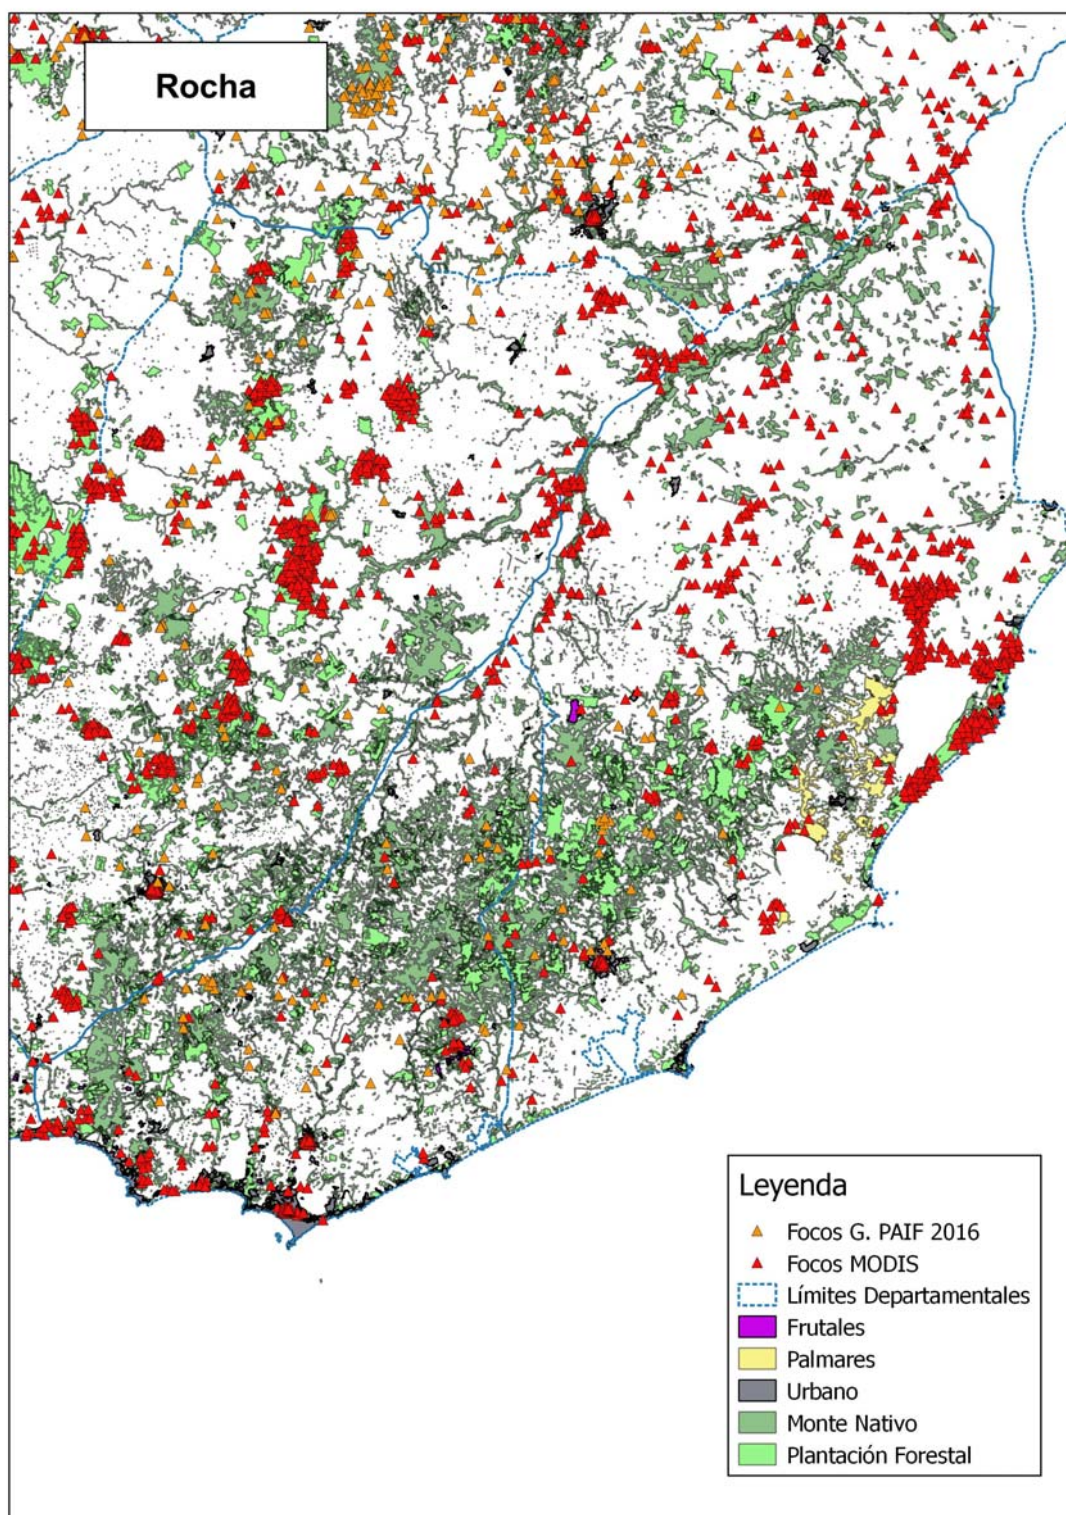 Rocha
Leyenda
Focos G. PAIF 2016
Focos MODIS
Límites Departamentales
Frutales
Palmares
Urbano
Monte Nativo
Plantación Forestal